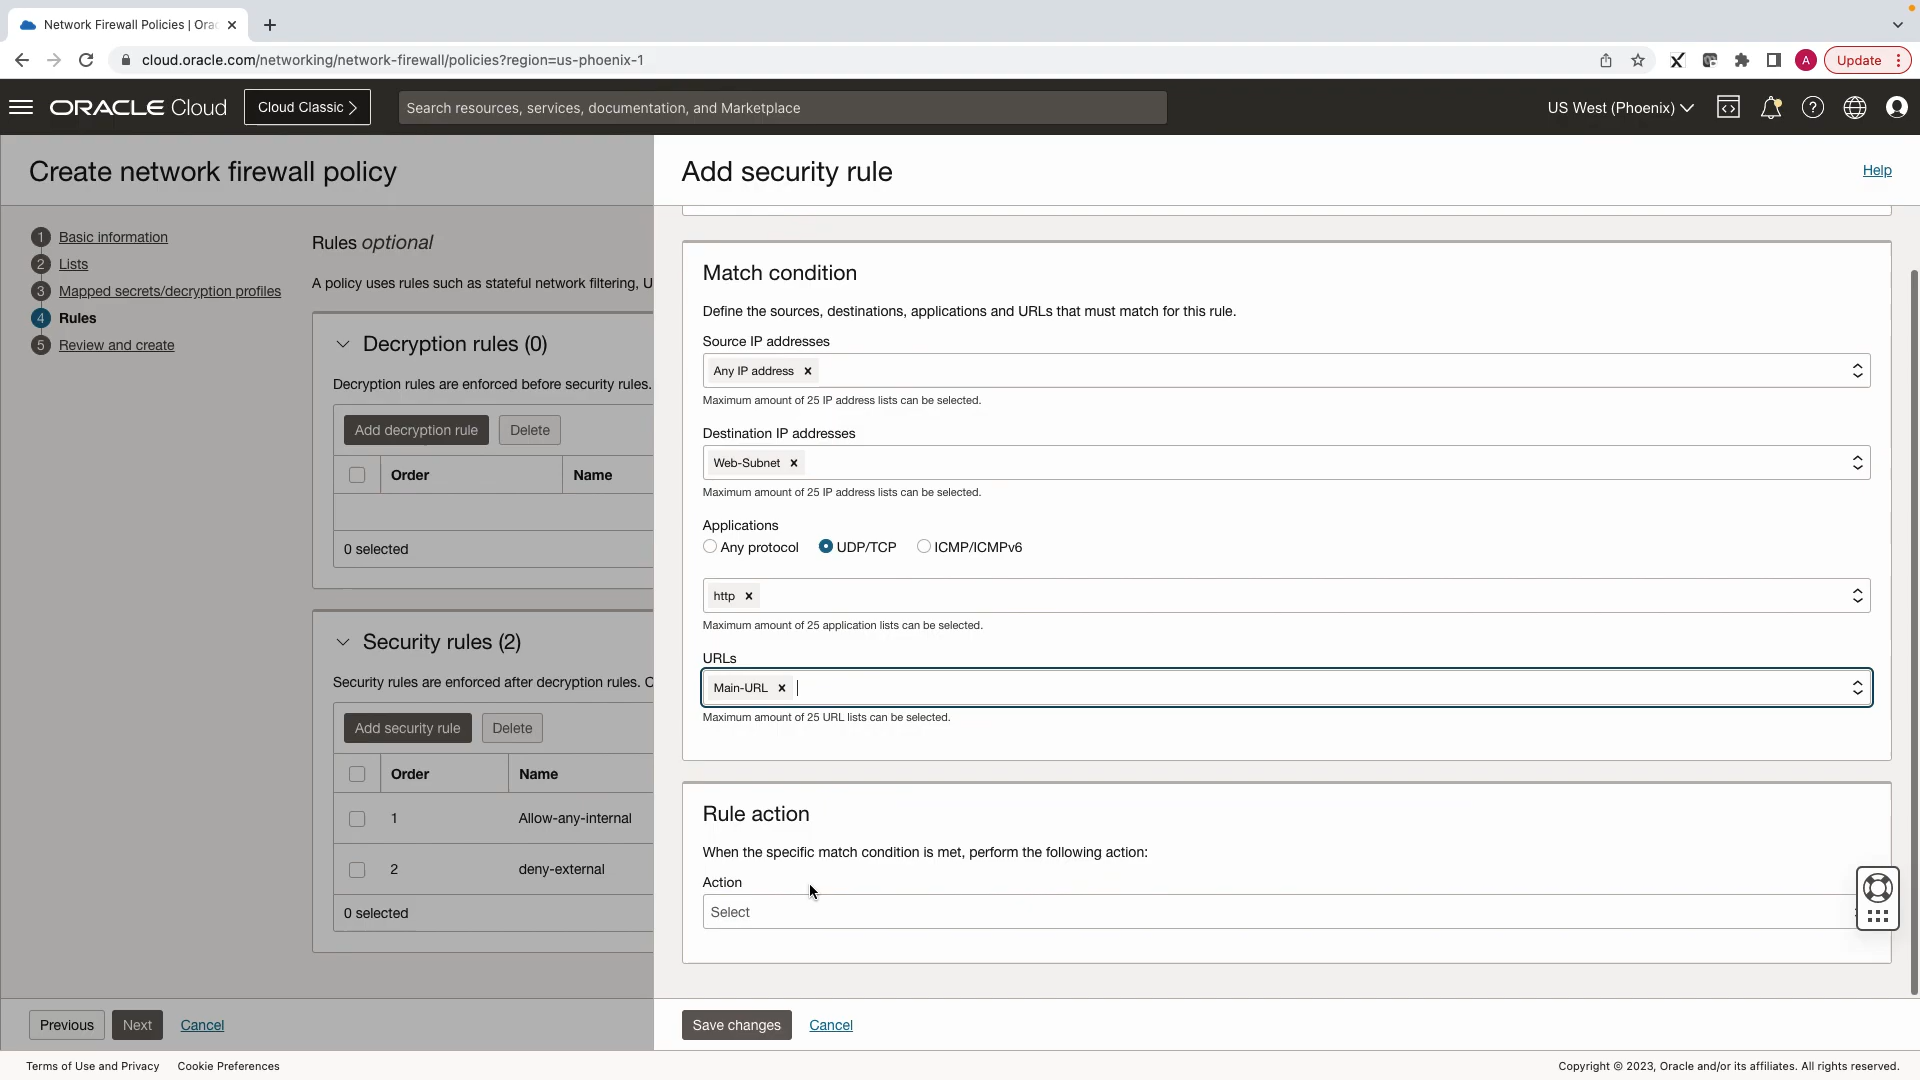 Network Firewall Policies | Ora
cloud.oracle.com/networking/network-firewall/policies?region=us-phoenix-1
A
Update
ORACLE Cloud
Cloud Classic
Search resources, services, documentation, and Marketplace
US West (Phoenix)
Create network firewall policy
1 Basic information
2 Lists
3 Mapped secrets/decryption profiles
4 Rules
5 Review and create
Rules optional
A policy uses rules such as stateful network filtering, U
Decryption rules (0)
Decryption rules are enforced before security rules.
Add decryption rule
Delete
Order
Name
0 selected
Security rules (2)
Security rules are enforced after decryption rules. C
Add security rule
Delete
Order
Name
1 Allow-any-internal
2 deny-external
0 selected
Previous
Next
Cancel
Add security rule
Help
Match condition
Define the sources, destinations, applications and URLs that must match for this rule.
Source IP addresses
Any IP address
Maximum amount of 25 IP address lists can be selected.
Destination IP addresses
Web-Subnet
Maximum amount of 25 IP address lists can be selected.
Applications
Any protocol
UDP/TCP
ICMP/ICMPv6
http
Maximum amount of 25 application lists can be selected.
URLs
Main-URL
Maximum amount of 25 URL lists can be selected.
Rule action
When the specific match condition is met, perform the following action:
Action
Select
Save changes
Cancel
Terms of Use and Privacy
Cookie Preferences
Copyright © 2023, Oracle and/or its affiliates. All rights reserved.